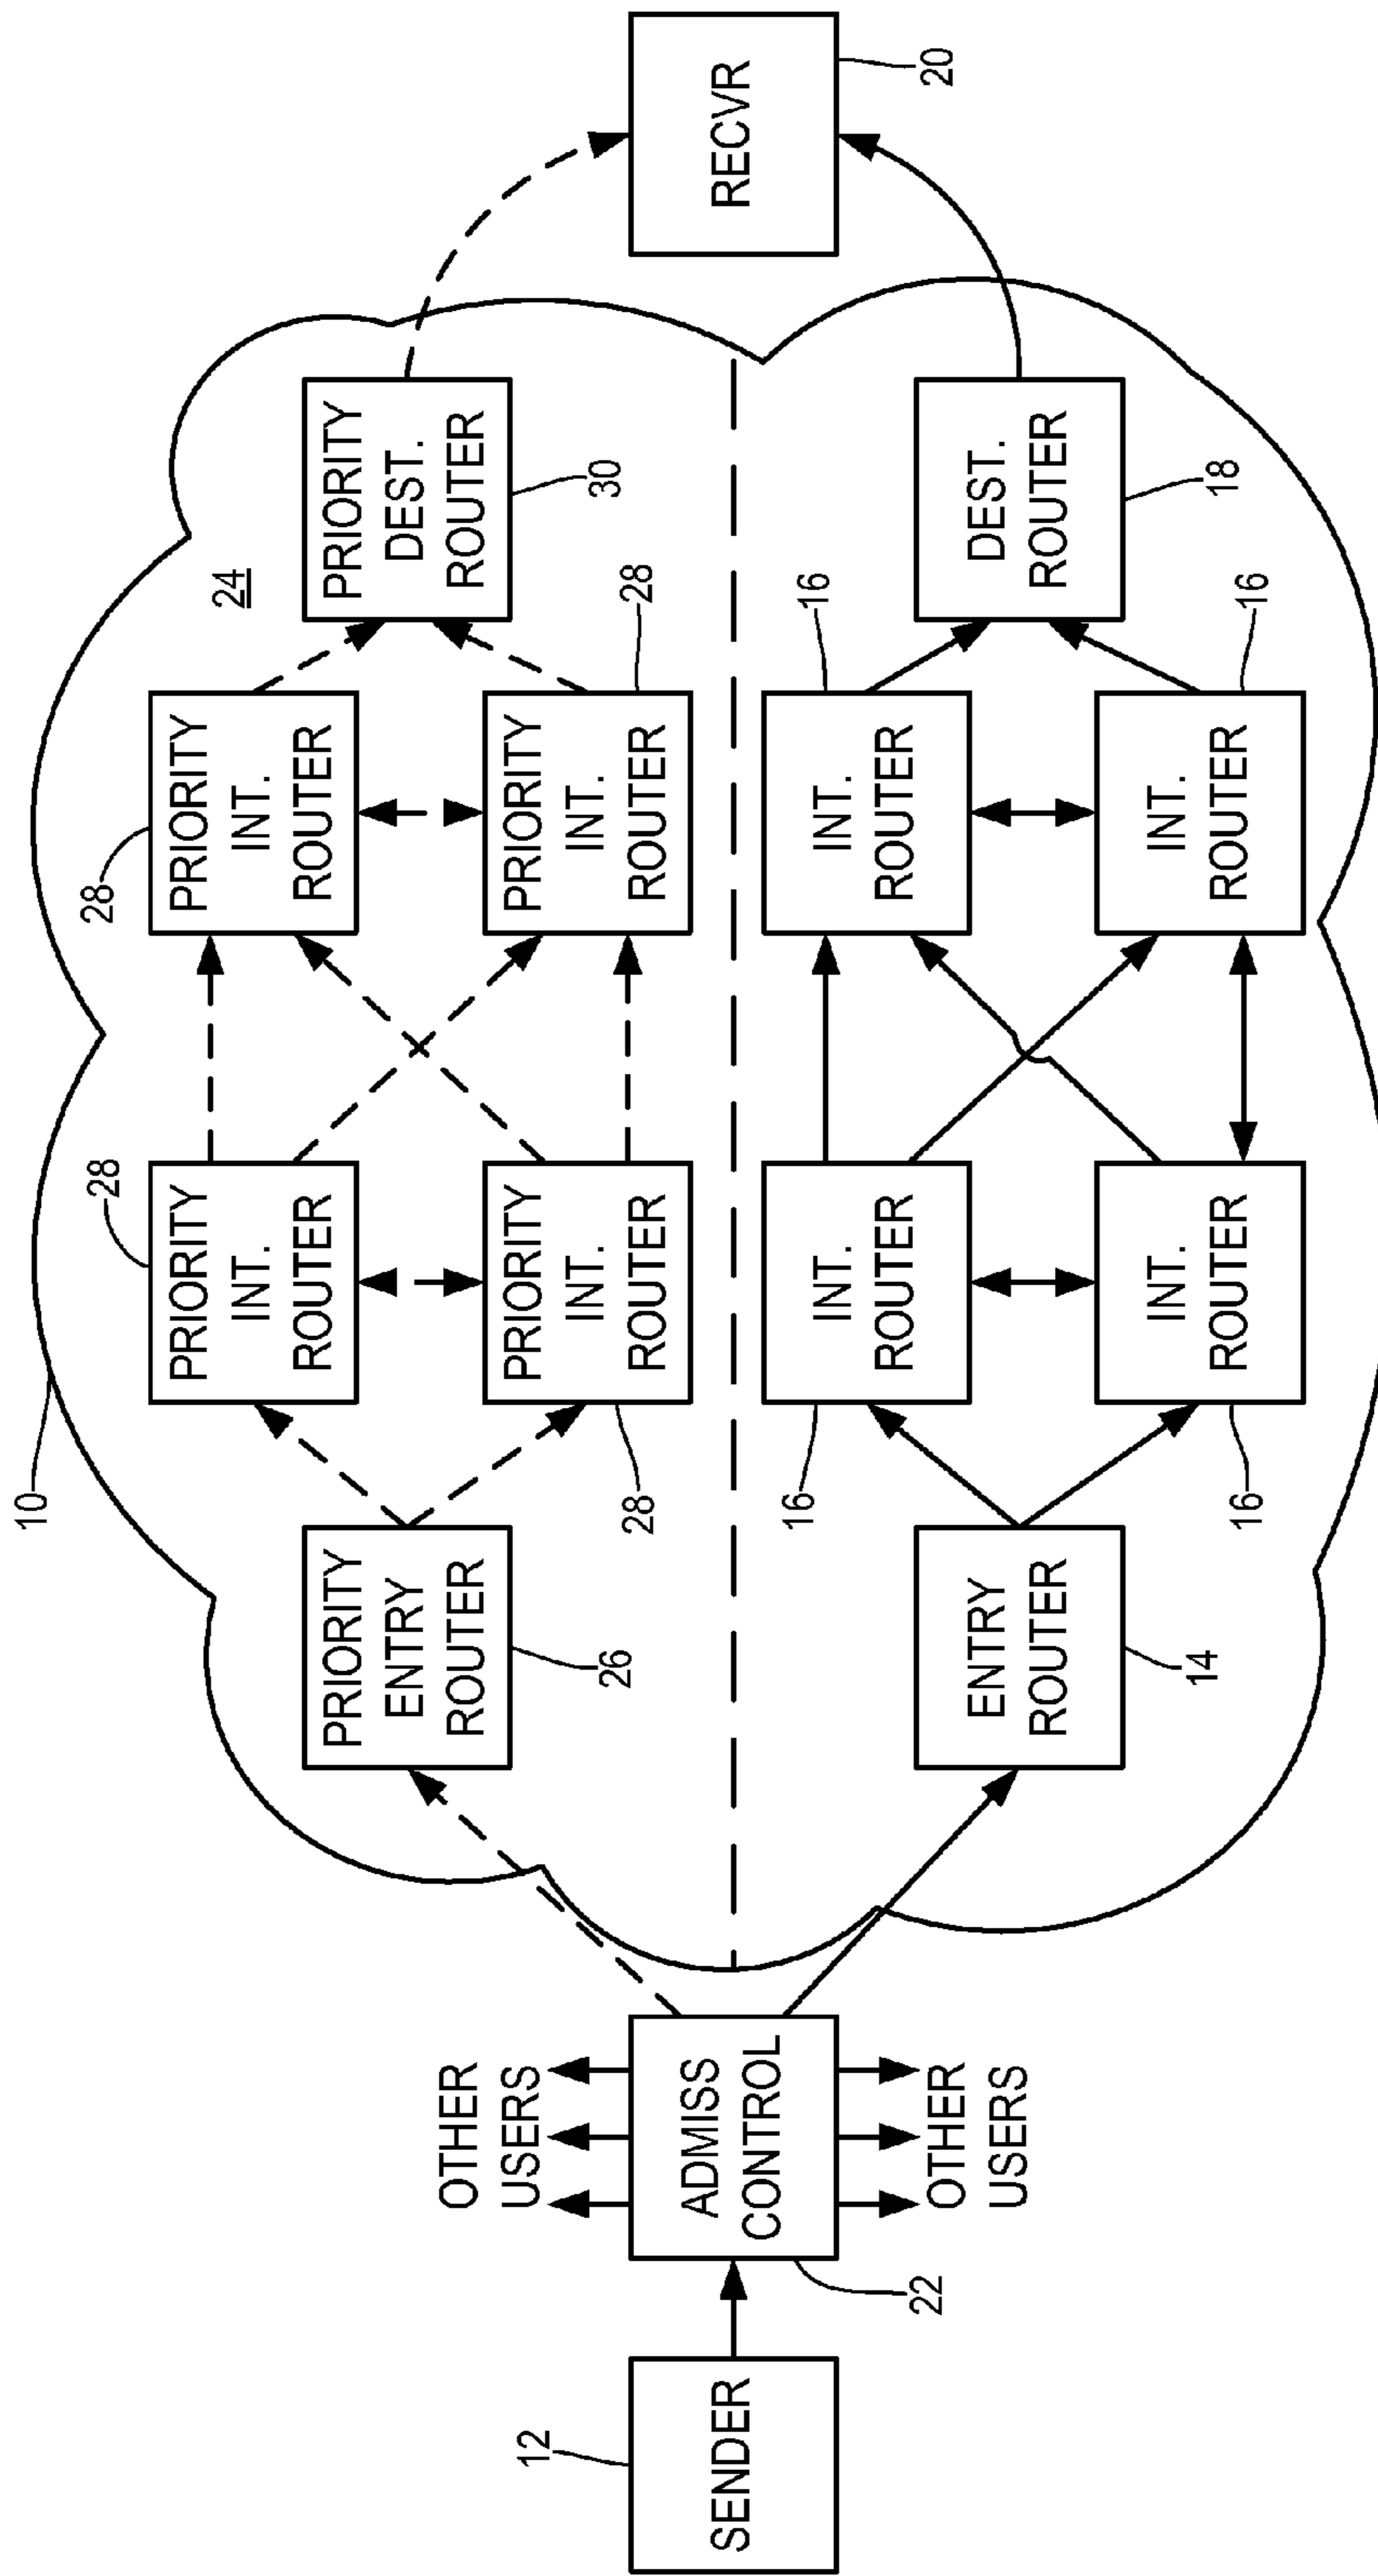 10
24
28
28
PRIORITY
INT.
ROUTER
PRIORITY
INT.
ROUTER
PRIORITY
ENTRY
ROUTER
26
PRIORITY
DEST.
ROUTER
30
PRIORITY
INT.
ROUTER
28
PRIORITY
INT.
ROUTER
28
OTHER
USERS
12
SENDER
ADMISS
CONTROL
22
RECVR
20
OTHER
USERS
16
INT.
ROUTER
INT.
ROUTER
16
ENTRY
ROUTER
14
DEST.
ROUTER
18
INT.
ROUTER
16
INT.
ROUTER
16